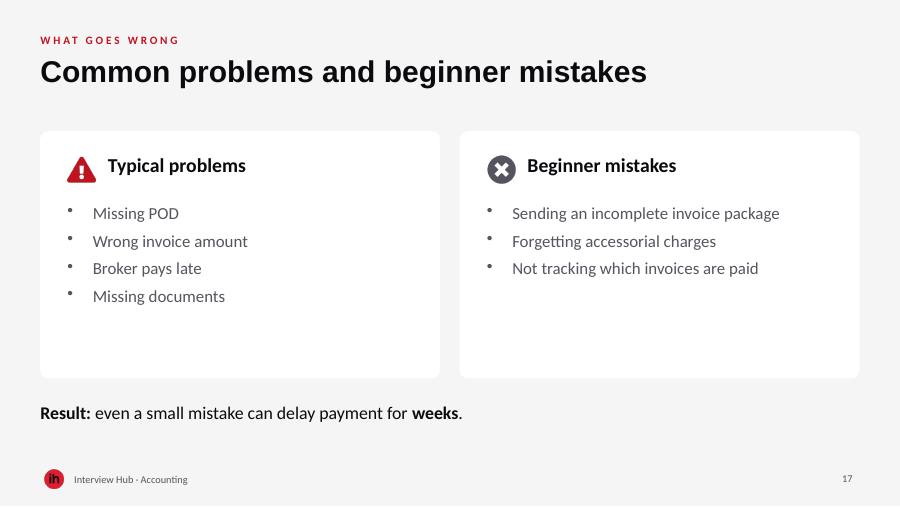 WHAT GOES WRONG
Common problems and beginner mistakes
Typical problems
• Missing POD
• Wrong invoice amount
• Broker pays late
• Missing documents
Beginner mistakes
• Sending an incomplete invoice package
• Forgetting accessorial charges
• Not tracking which invoices are paid
Result: even a small mistake can delay payment for weeks.
ih Interview Hub · Accounting
17